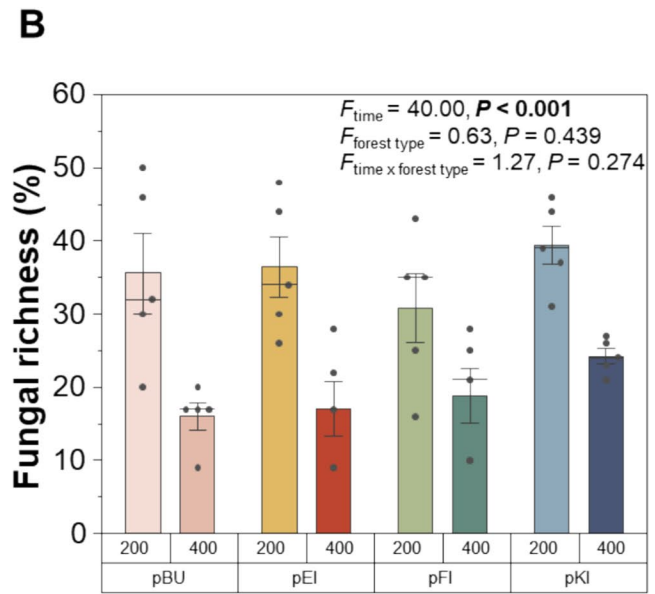 B
F time = 40.00, P < 0.001
F forest type = 0.63, P = 0.439
F time x forest type = 1.27, P = 0.274
Fungal richness (%)
60
50
40
30
20
10
0
200 400 200 400 200 400 200 400
pBU pEI pFI pKI